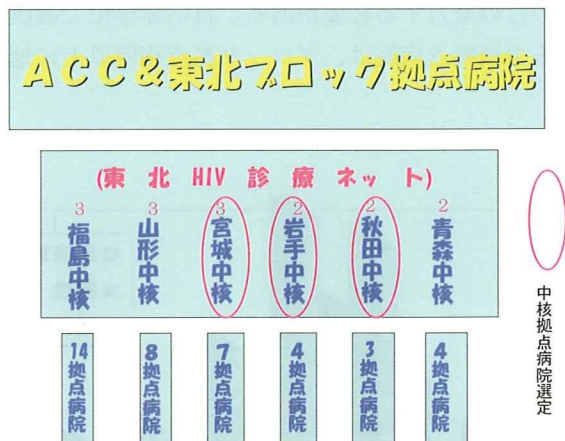 ACC&東北ブロック拠点病院
(東北 HIV 診療ネット)
3
福島中核
3
山形中核
3
宮城中核
2
岩手中核
2
秋田中核
2
青森中核
中核拠点病院選定
14拠点病院
8拠点病院
7拠点病院
4拠点病院
3拠点病院
4拠点病院